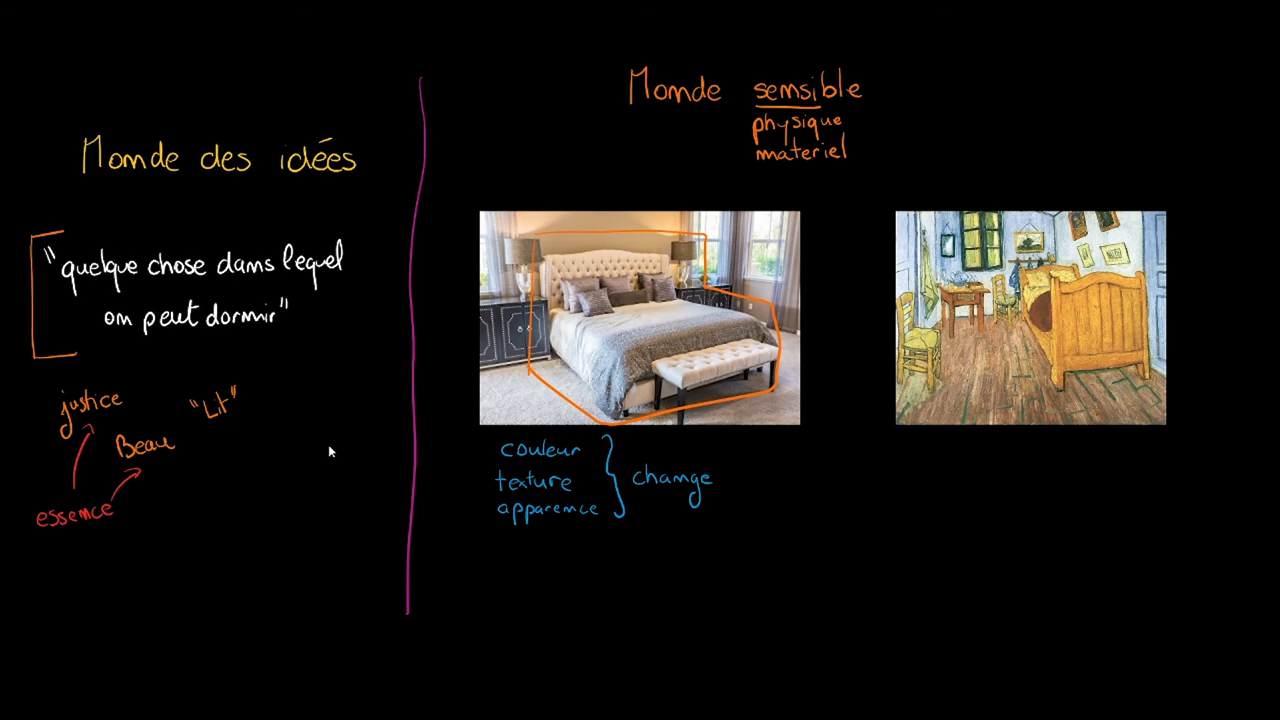 Monde des idées
"quelque chose dans lequel
on peut dormir"
justice
"Lit"
Beau
essence
Monde sensible
physique
materiel
couleur
texture
apparence
change